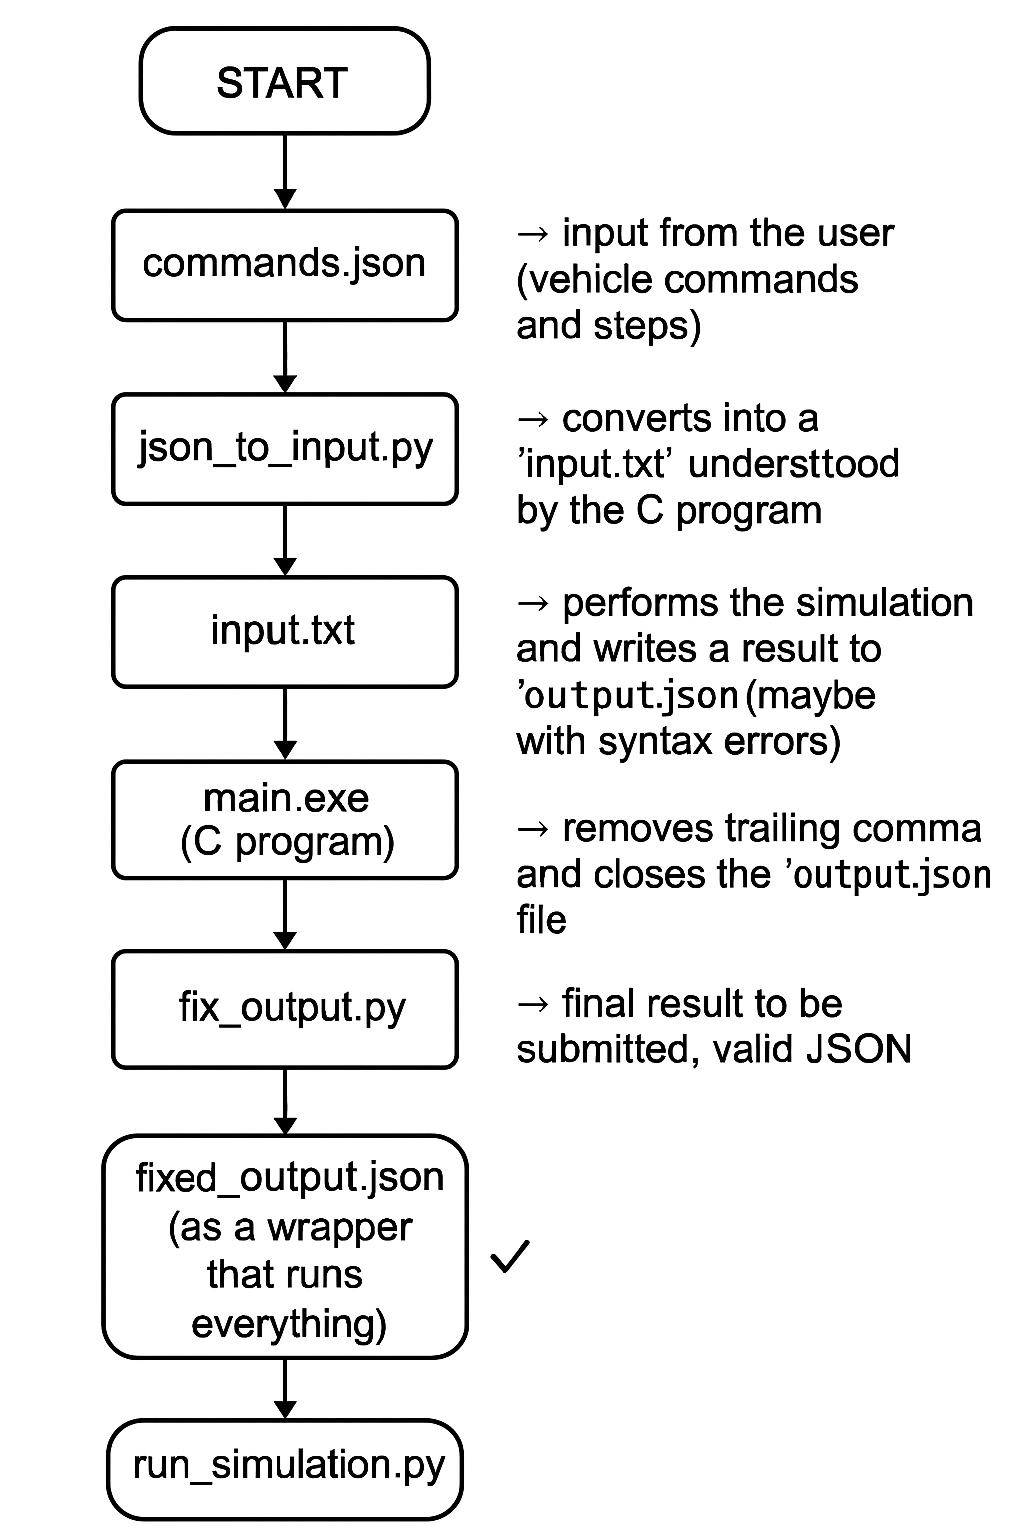 START
commands.json
→ input from the user
(vehicle commands
and steps)
json_to_input.py
→ converts into a
'input.txt' understtood
by the C program
input.txt
→ performs the simulation
and writes a result to
'output.json (maybe
with syntax errors)
main.exe
(C program)
→ removes trailing comma
and closes the 'output.json
file
fix_output.py
→ final result to be
submitted, valid JSON
fixed_output.json
(as a wrapper
that runs
everything)
✓
run_simulation.py